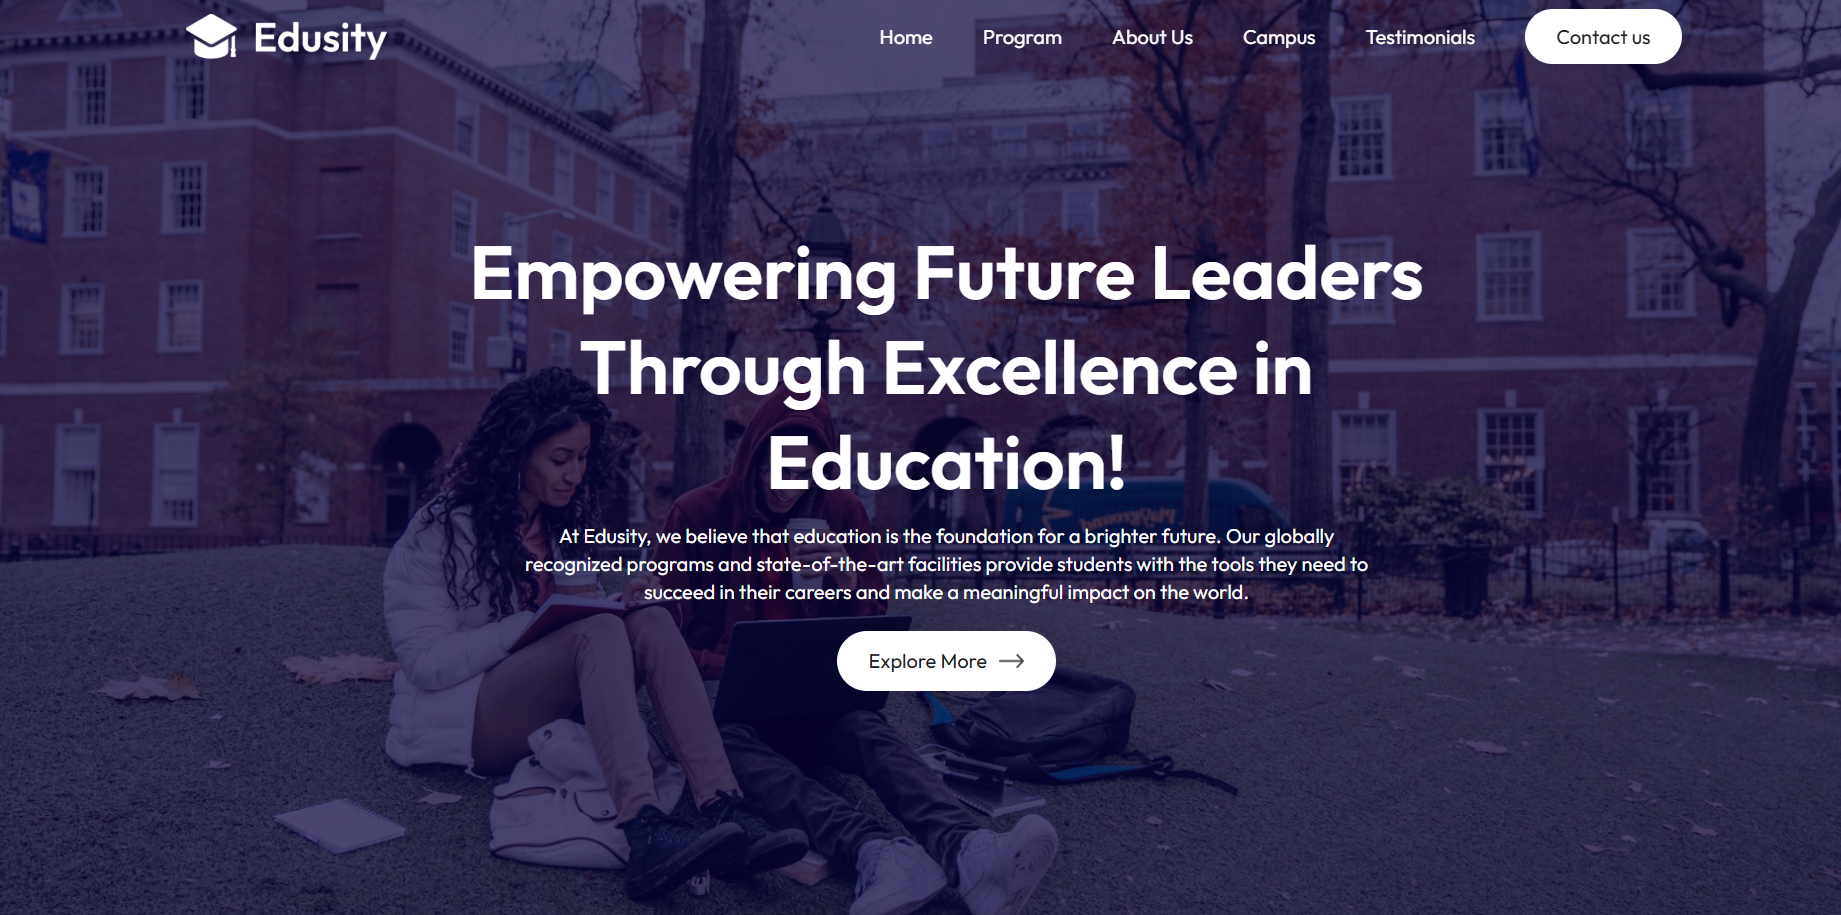 Edusity
Home Program About Us Campus Testimonials Contact us
Empowering Future Leaders
Through Excellence in
Education!
At Edusity, we believe that education is the foundation for a brighter future. Our globally
recognized programs and state-of-the-art facilities provide students with the tools they need to
succeed in their careers and make a meaningful impact on the world.
Explore More